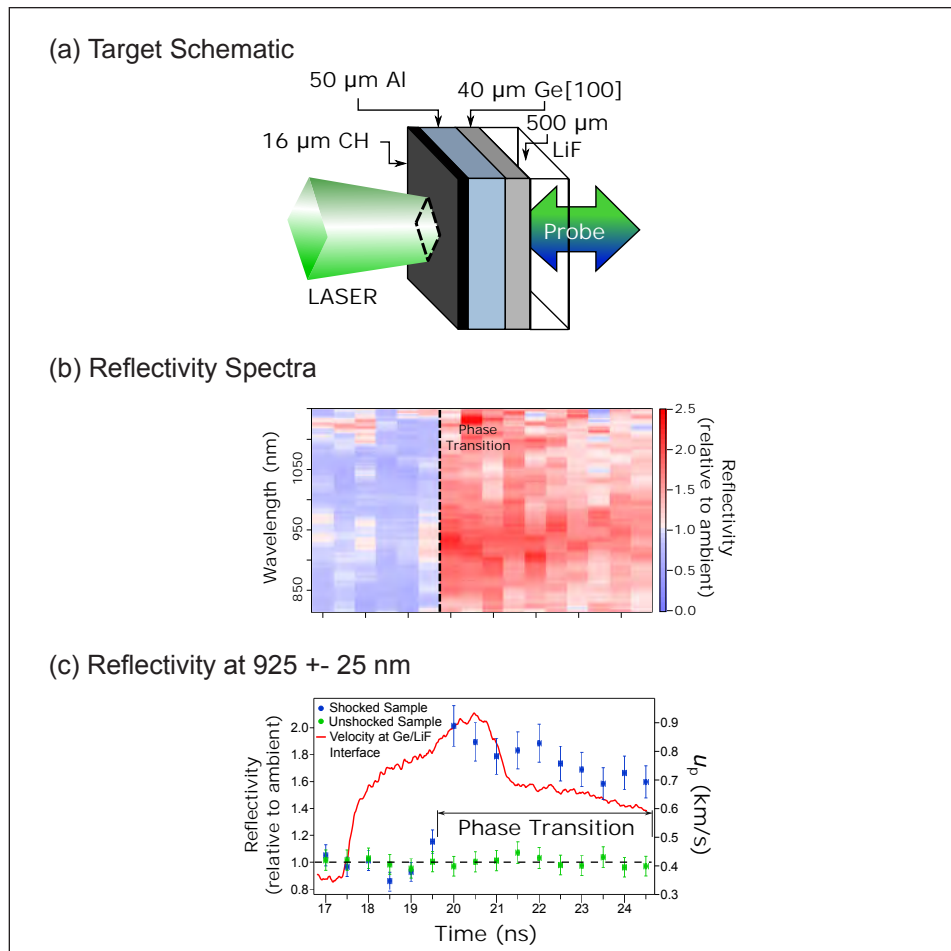 (a) Target Schematic
50 µm Al
40 µm Ge[100]
16 µm CH
500 µm
LiF
Probe
LASER
(b) Reflectivity Spectra
Wavelength (nm)
1050
950
850
Phase
Transition
2.5
2.0
1.5
1.0
0.5
0.0
Reflectivity
(relative to ambient)
(c) Reflectivity at 925 +- 25 nm
Reflectivity
(relative to ambient)
2.0
1.8
1.6
1.4
1.2
1.0
0.8
Shocked Sample
Unshocked Sample
Velocity at Ge/LiF
Interface
Phase Transition
0.9
0.8
0.7
0.6
0.5
0.4
0.3
up (km/s)
17 18 19 20 21 22 23 24
Time (ns)